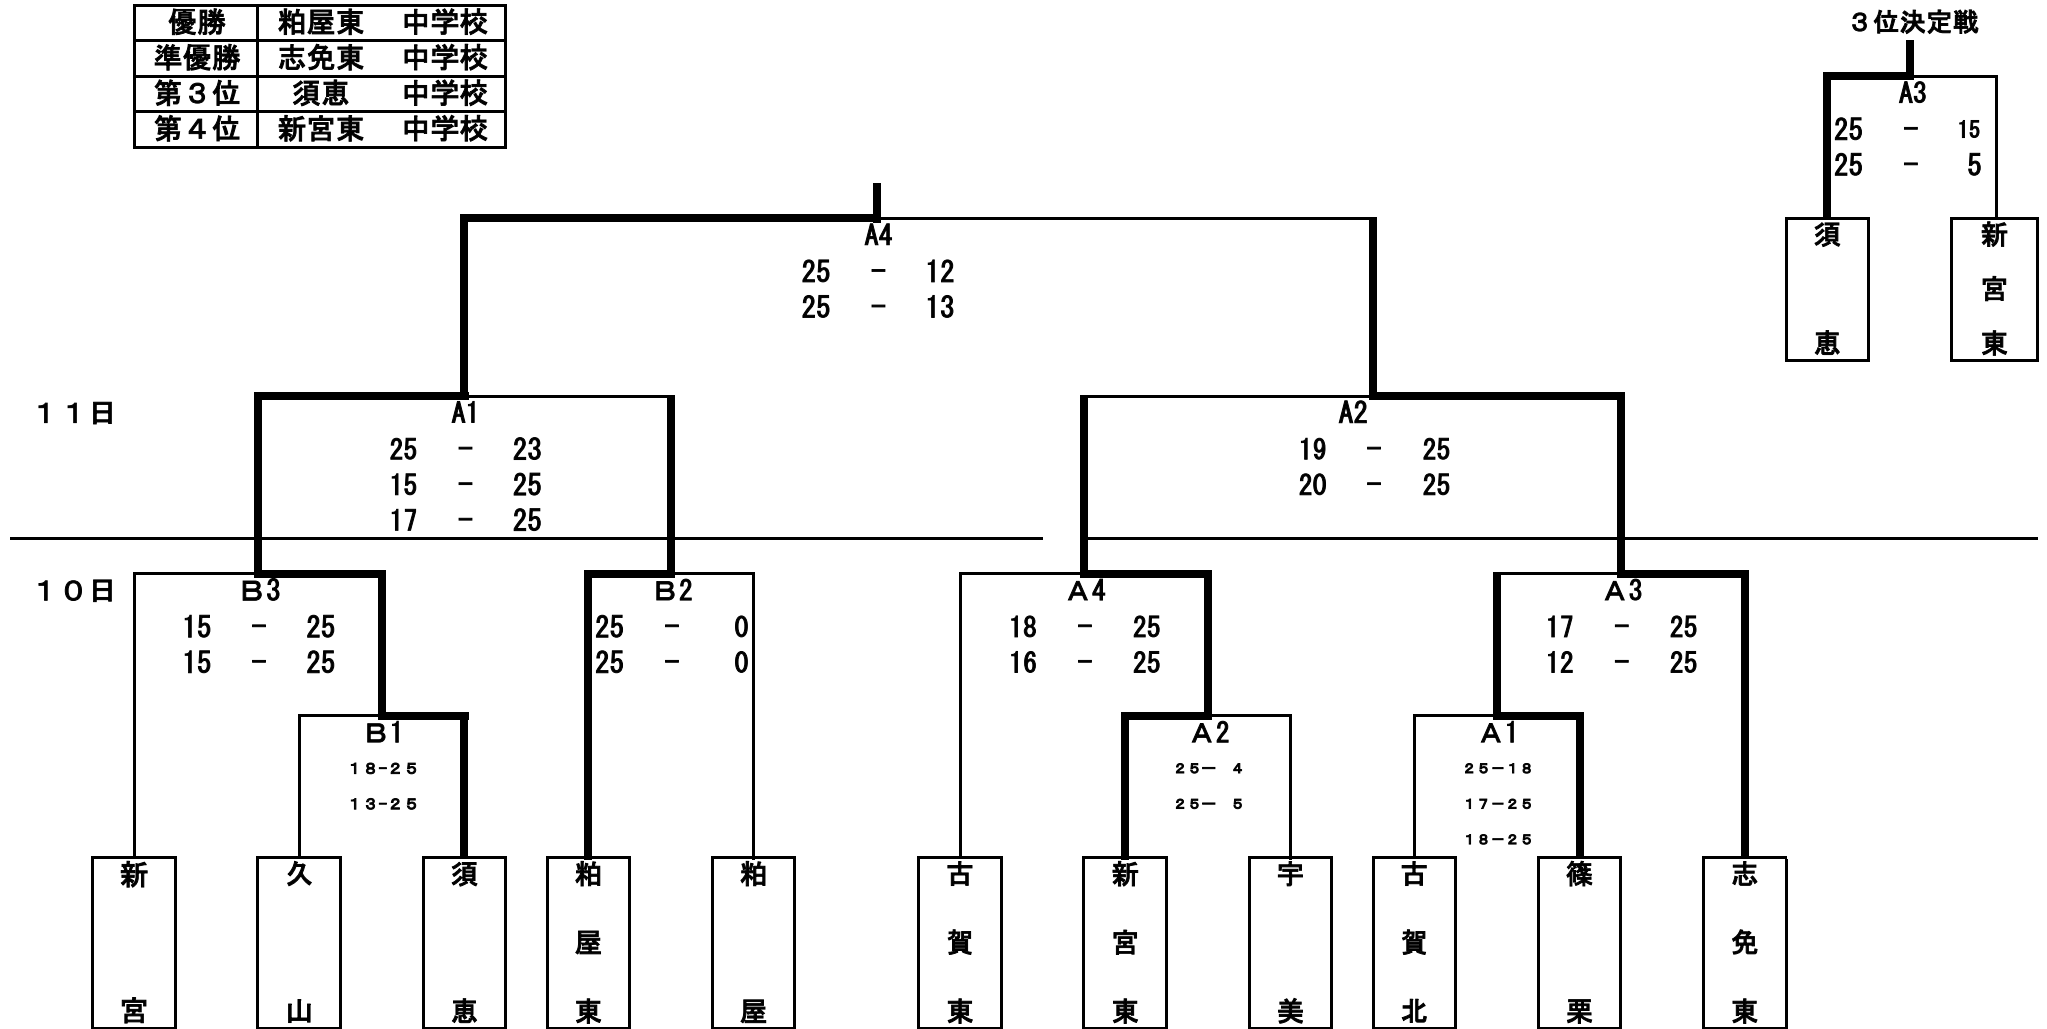 優勝 粕屋東 中学校
準優勝 志免東 中学校
第３位 須恵 中学校
第４位 新宮東 中学校
３位決定戦
A3
25 － 15
25 － 5
須恵 新宮東
A4
25 － 12
25 － 13
１１日
A1
25 － 23
15 － 25
17 － 25
A2
19 － 25
20 － 25
１０日
Ｂ3
15 － 25
15 － 25
Ｂ2
25 － 0
25 － 0
Ａ4
18 － 25
16 － 25
Ａ3
17 － 25
12 － 25
Ｂ1
１８-２５
１３-２５
Ａ2
２５－ ４
２５－ ５
Ａ1
２５－１８
１７－２５
１８－２５
新宮 久山 須恵 粕屋東 粕屋 古賀東 新宮東 宇美 古賀北 篠栗 志免東